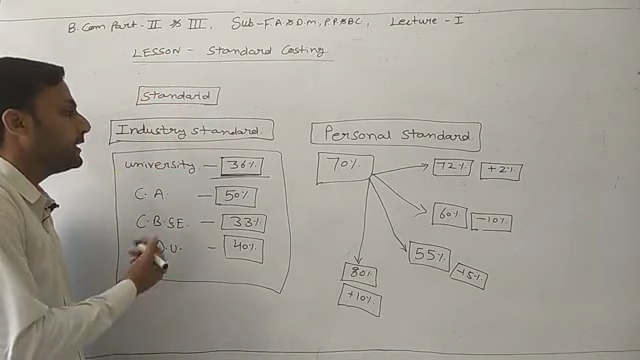 B. Com Part - II & III, Sub - F.A. & D.M, P.P. & B.C, Lecture - I
LESSON - Standard Costing
Standard
Industry Standard
University - 36%
C.A. - 50%
C.B.SE. - 33%
O.U. - 40%
Personal Standard
70%
72% +2%
60% -10%
55% -15%
80%
+10%